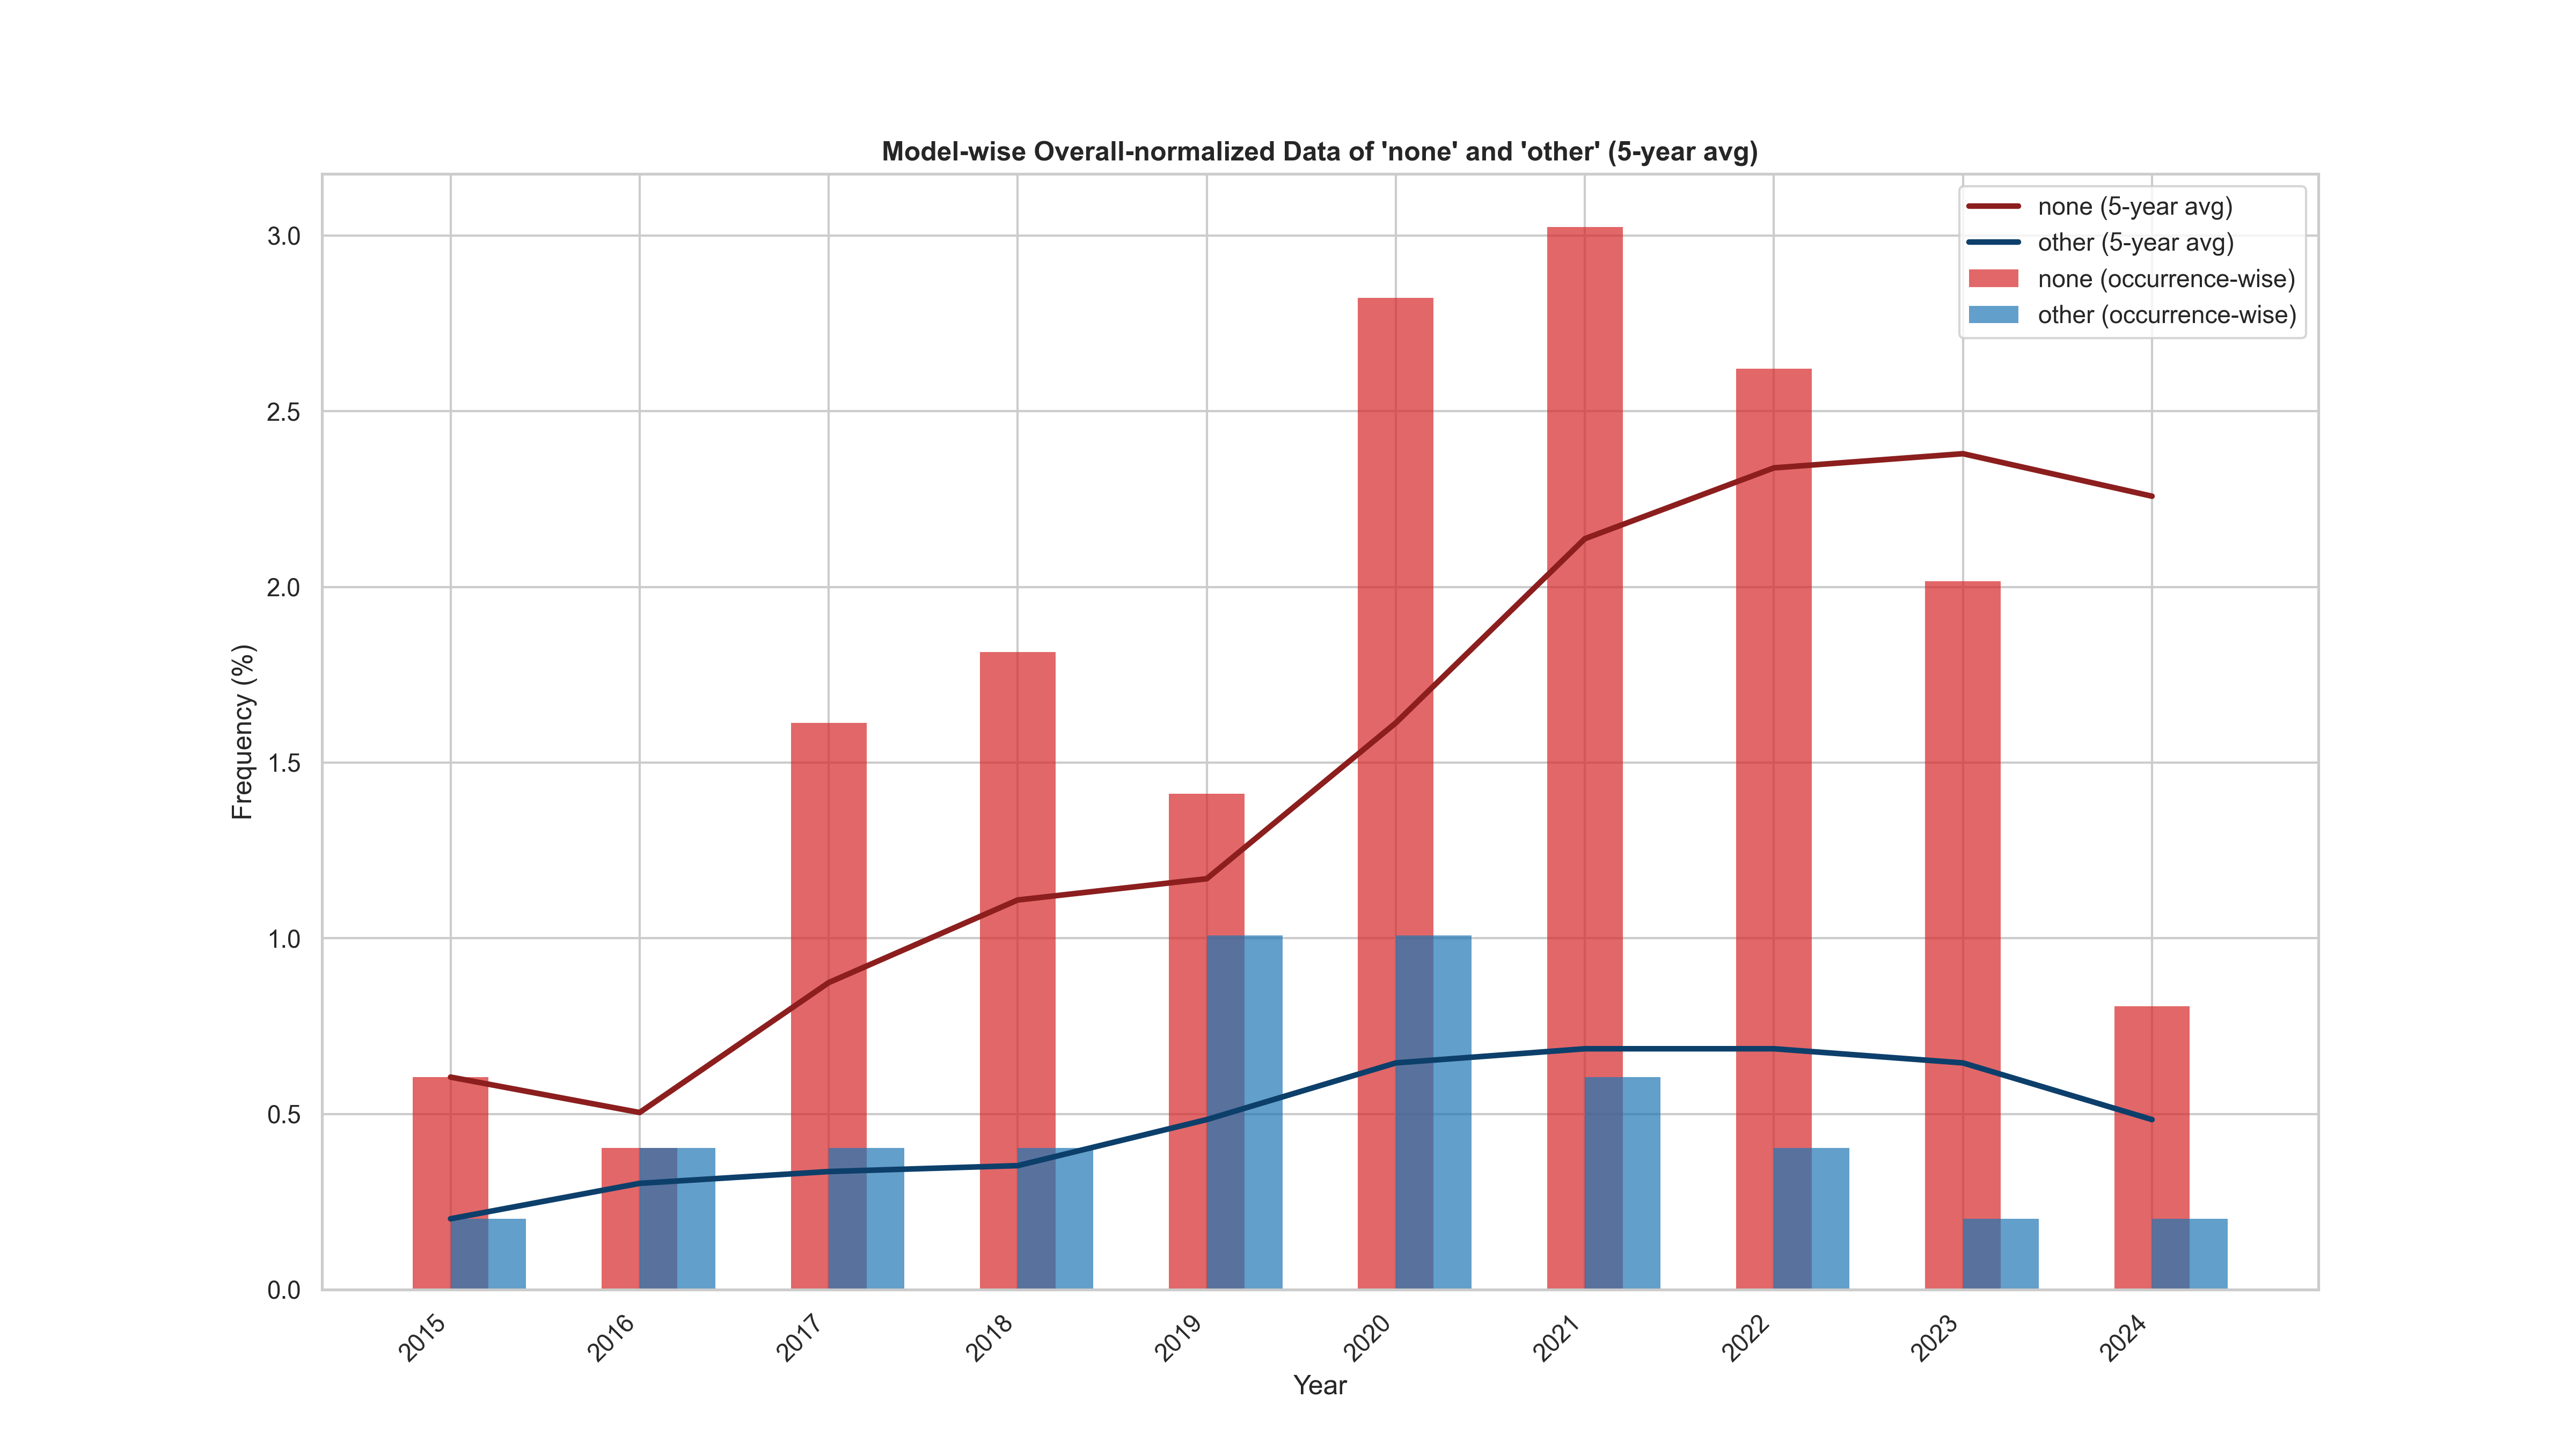 Model-wise Overall-normalized Data of 'none' and 'other' (5-year avg)
none (5-year avg)
other (5-year avg)
none (occurrence-wise)
other (occurrence-wise)
3.0
2.5
2.0
1.5
1.0
0.5
0.0
Frequency (%)
2015
2016
2017
2018
2019
2020
2021
2022
2023
2024
Year